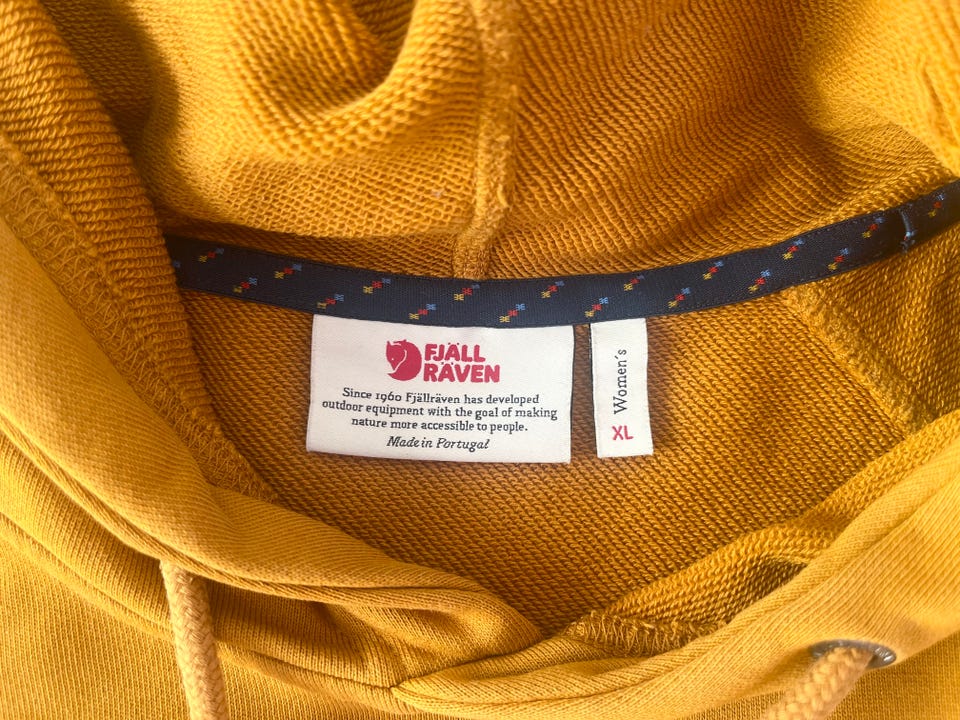 FJÄLL
RÄVEN
Since 1960 Fjällräven has developed
outdoor equipment with the goal of making
nature more accessible to people.
Made in Portugal
Women´s
XL